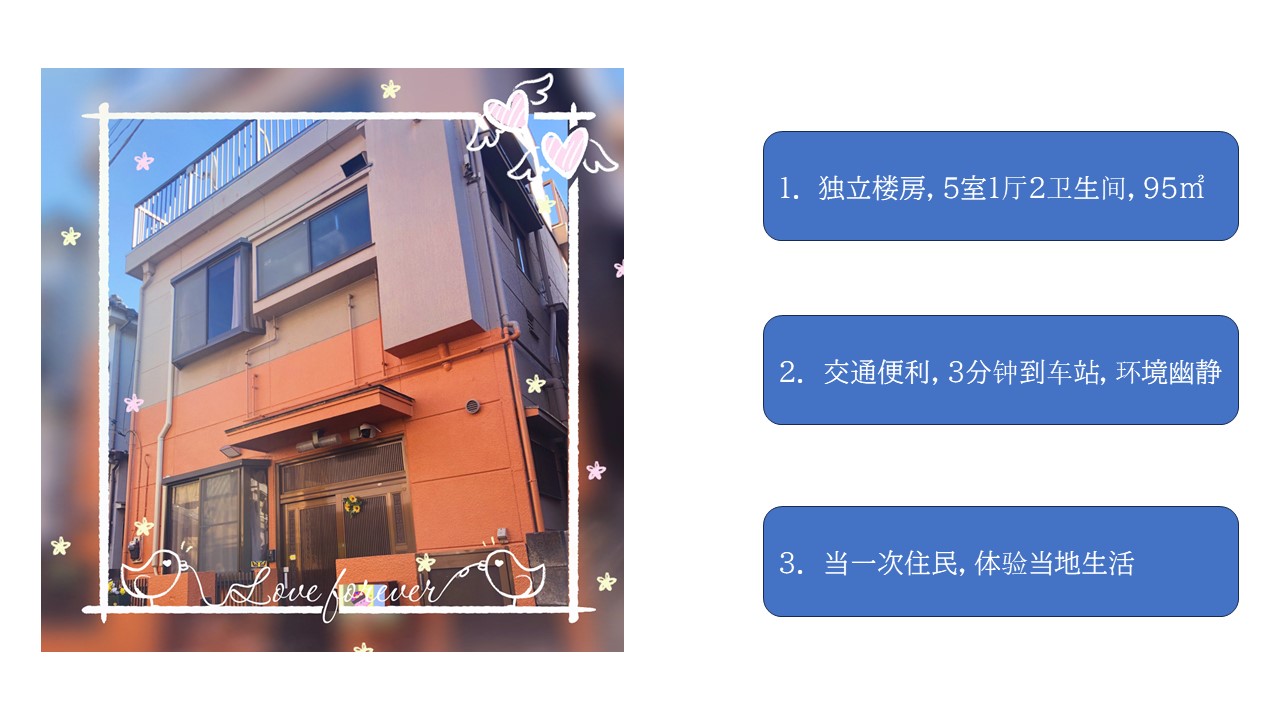 Love forever
1. 独立楼房, 5室1厅2卫生间, 95㎡
2. 交通便利, 3分钟到车站, 环境幽静
3. 当一次住民, 体验当地生活